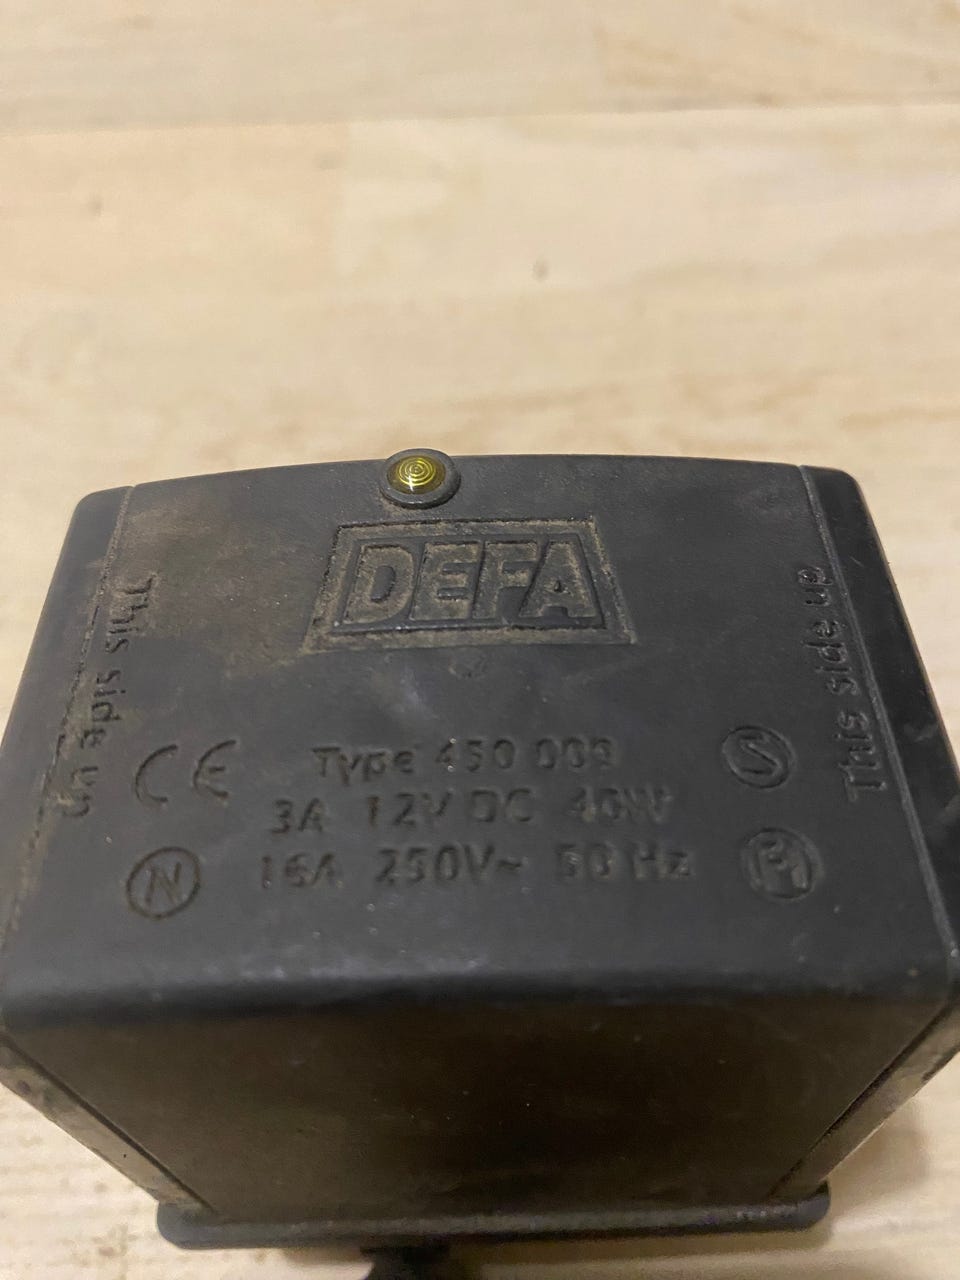 DEFA
This side up
This side up
CE Type 450 009 S
3A 12V DC 40W
N 16A 250V~ 50 Hz FI